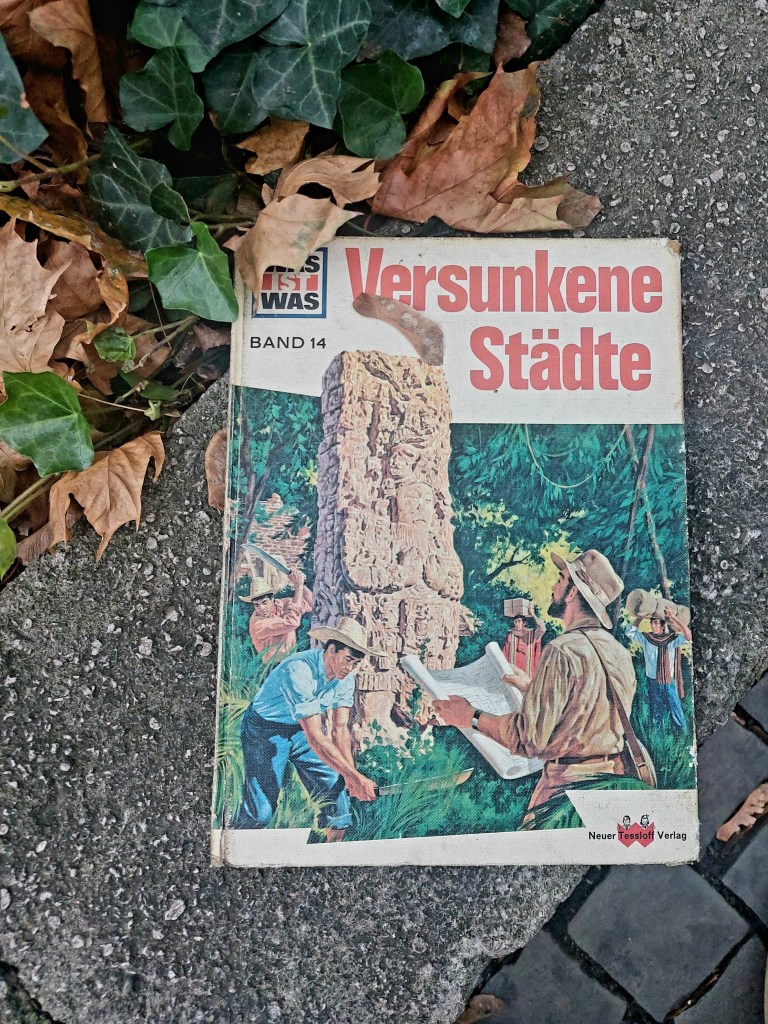 WAS
IST
WAS
BAND 14
Versunkene
Städte
Neuer Tessloff Verlag